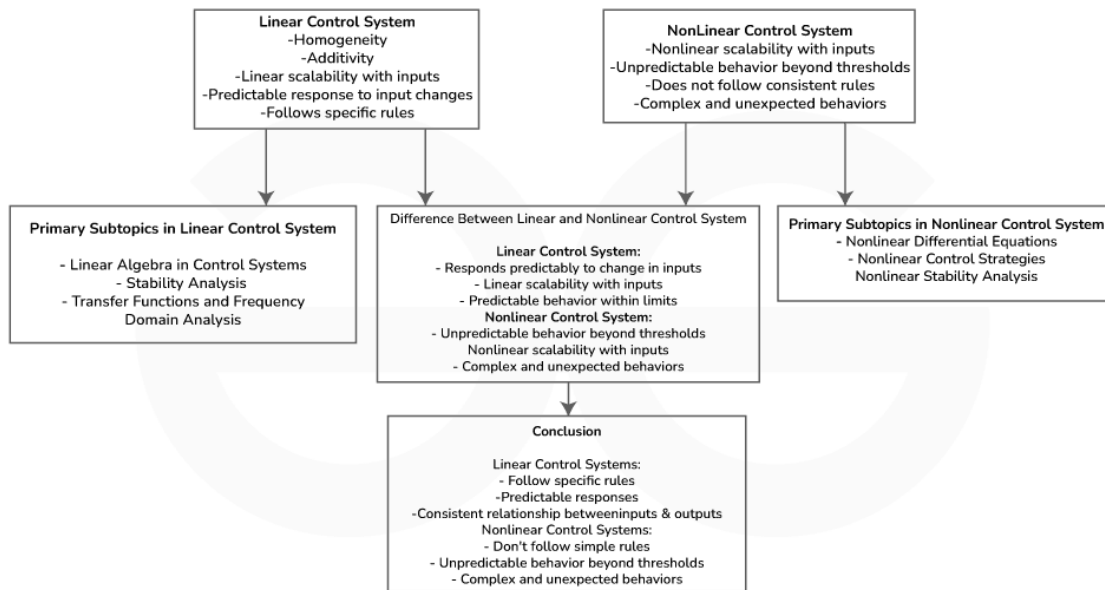 Linear Control System
-Homogeneity
-Additivity
-Linear scalability with inputs
-Predictable response to input changes
-Follows specific rules
NonLinear Control System
-Nonlinear scalability with inputs
-Unpredictable behavior beyond thresholds
-Does not follow consistent rules
-Complex and unexpected behaviors
Primary Subtopics in Linear Control System
- Linear Algebra in Control Systems
- Stability Analysis
- Transfer Functions and Frequency
Domain Analysis
Difference Between Linear and Nonlinear Control System
Linear Control System:
- Responds predictably to change in inputs
- Linear scalability with inputs
- Predictable behavior within limits
Nonlinear Control System:
- Unpredictable behavior beyond thresholds
Nonlinear scalability with inputs
- Complex and unexpected behaviors
Primary Subtopics in Nonlinear Control System
- Nonlinear Differential Equations
- Nonlinear Control Strategies
Nonlinear Stability Analysis
Conclusion
Linear Control Systems:
- Follow specific rules
-Predictable responses
-Consistent relationship betweeninputs & outputs
Nonlinear Control Systems:
- Don't follow simple rules
- Unpredictable behavior beyond thresholds
- Complex and unexpected behaviors